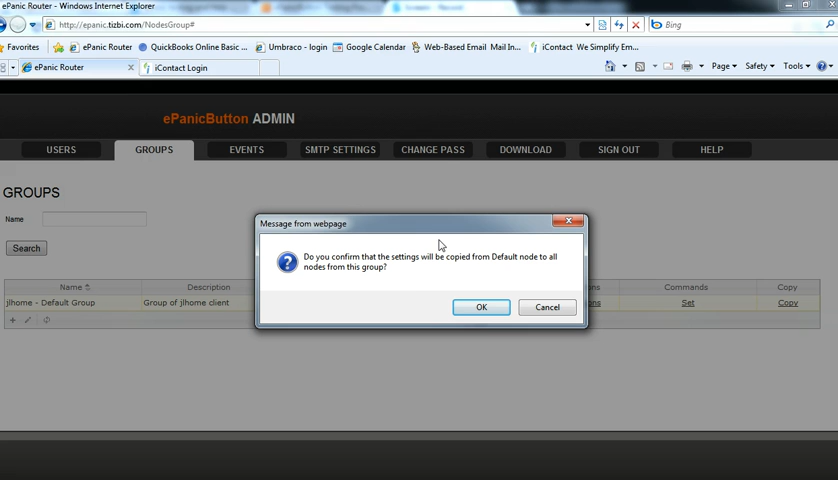 ePanic Router - Windows Internet Explorer
http://epanic.tizbi.com/NodesGroup#
Bing
Favorites ePanic Router QuickBooks Online Basic ... Umbraco - login Google Calendar Web-Based Email Mail In... iContact We Simplify Em...
ePanic Router iContact Login Page Safety Tools
ePanicButton ADMIN
USERS GROUPS EVENTS SMTP SETTINGS CHANGE PASS DOWNLOAD SIGN OUT HELP
GROUPS
Name
Search
Message from webpage
Do you confirm that the settings will be copied from Default node to all
nodes from this group?
OK Cancel
Name Description ns Commands Copy
jlhome - Default Group Group of jlhome client ns Set Copy